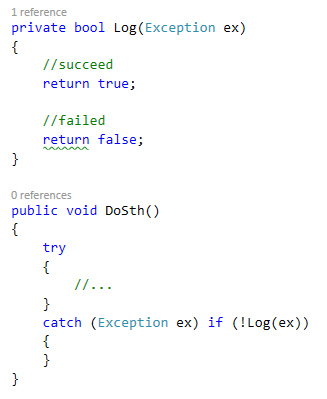 1 reference
private bool Log(Exception ex)
{
    //succeed
    return true;

    //failed
    return false;
}

0 references
public void DoSth()
{
    try
    {
        //...
    }
    catch (Exception ex) if (!Log(ex))
    {
    }
}